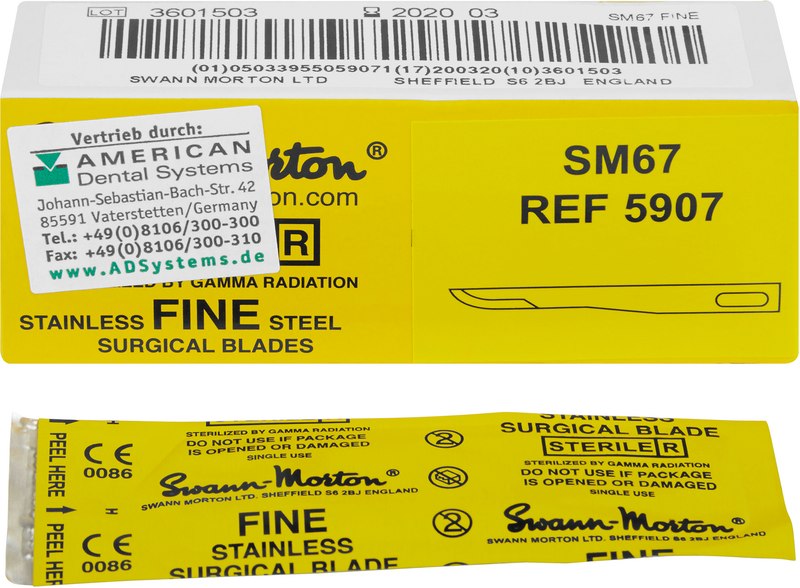 LOT 3601503 2020 03 SM67 FINE
(01)05033955059071(17)200320(10)3601503
SWANN MORTON LTD SHEFFIELD S6 2BJ ENGLAND
Vertrieb durch:
AMERICAN
Dental Systems
Johann-Sebastian-Bach-Str. 42
85591 Vaterstetten/Germany
Tel.: +49(0)8106/300-300
Fax: +49(0)8106/300-310
www.ADSystems.de
rton®
on.com
R
BY GAMMA RADIATION
STAINLESS FINE STEEL
SURGICAL BLADES
SM67
REF 5907
PEEL HERE
CE
0086
STERILIZED BY GAMMA RADIATION
DO NOT USE IF PACKAGE
IS OPENED OR DAMAGED
SINGLE USE
Swann-Morton®
SWANN MORTON LTD. SHEFFIELD S6 2BJ ENGLAND
FINE
STAINLESS
SURGICAL BLADE
PEEL HERE
CE
0086
2
2
STAINLESS
SURGICAL BLADE
STERILE R
STERILIZED BY GAMMA RADIATION
DO NOT USE IF PACKAGE
IS OPENED OR DAMAGED
SINGLE USE
Swann-Morton®
SWANN MORTON LTD. SHEFFIELD S6 2BJ ENGLAND
FINE